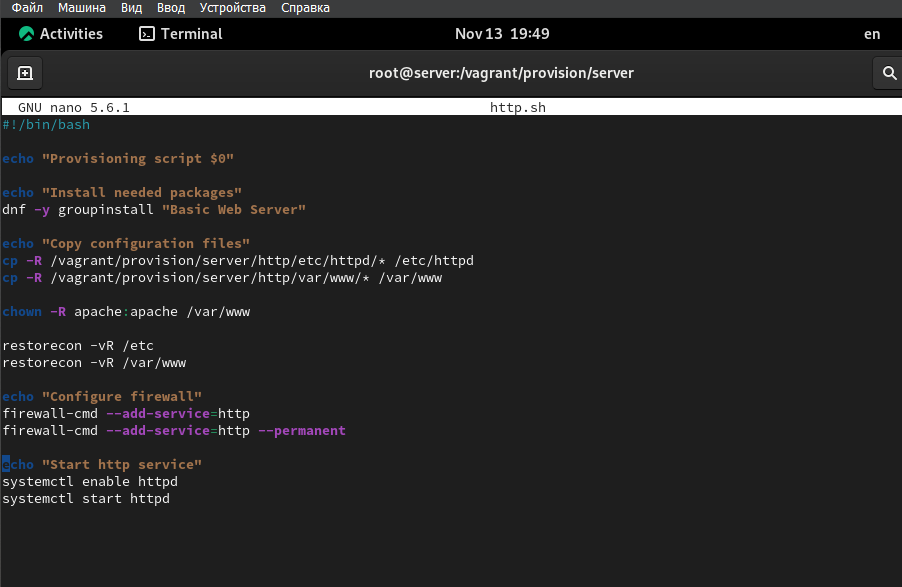 Файл Машина Вид Ввод Устройства Справка
Activities Terminal Nov 13 19:49 en
root@server:/vagrant/provision/server
GNU nano 5.6.1 http.sh
#!/bin/bash
echo "Provisioning script $0"
echo "Install needed packages"
dnf -y groupinstall "Basic Web Server"
echo "Copy configuration files"
cp -R /vagrant/provision/server/http/etc/httpd/* /etc/httpd
cp -R /vagrant/provision/server/http/var/www/* /var/www
chown -R apache:apache /var/www
restorecon -vR /etc
restorecon -vR /var/www
echo "Configure firewall"
firewall-cmd --add-service=http
firewall-cmd --add-service=http --permanent
echo "Start http service"
systemctl enable httpd
systemctl start httpd